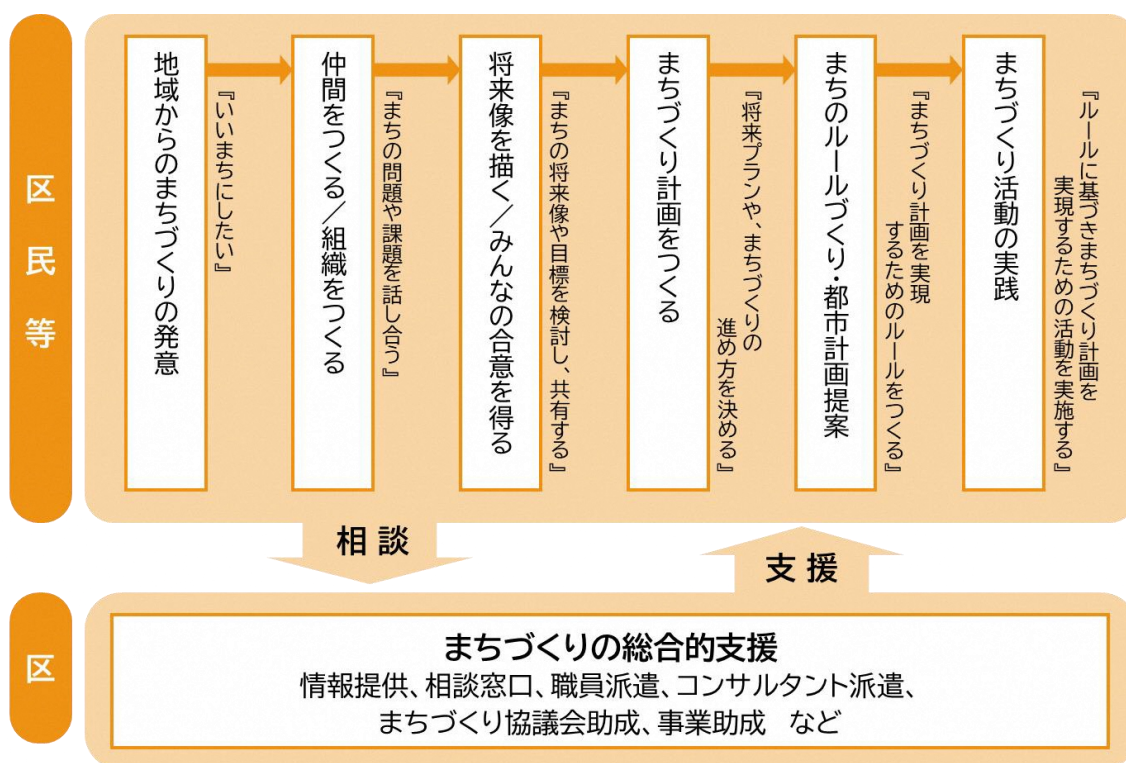 区民等
地域からのまちづくりの発意
『いいまちにしたい』
仲間をつくる／組織をつくる
『まちの問題や課題を話し合う』
将来像を描く／みんなの合意を得る
『まちの将来像や目標を検討し、共有する』
まちづくり計画をつくる
『将来プランや、まちづくりの
進め方を決める』
まちのルールづくり・都市計画提案
『まちづくり計画を実現
するためのルールをつくる』
まちづくり活動の実践
『ルールに基づきまちづくり計画を
実現するための活動を実施する』
相談
支援
区
まちづくりの総合的支援
情報提供、相談窓口、職員派遣、コンサルタント派遣、
まちづくり協議会助成、事業助成　など